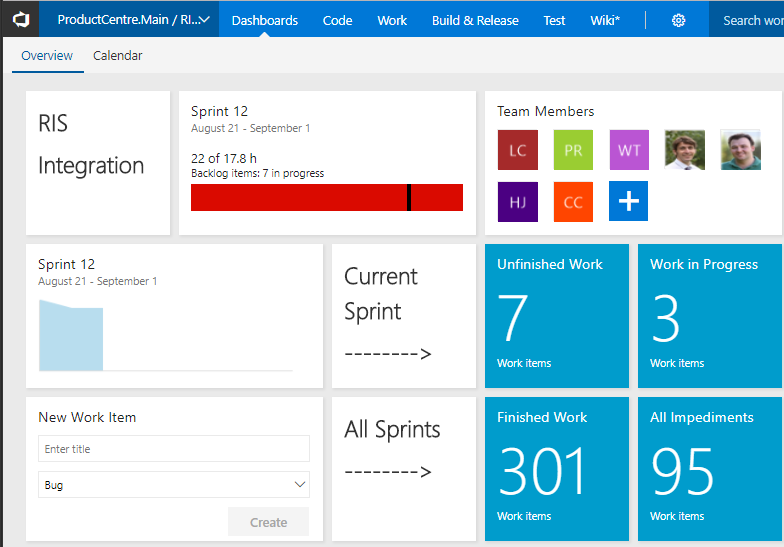 ProductCentre.Main / RI...
Dashboards
Code
Work
Build & Release
Test
Wiki*
Search wor
Overview
Calendar
RIS
Integration
Sprint 12
August 21 - September 1
22 of 17.8 h
Backlog items: 7 in progress
Team Members
LC
PR
WT
HJ
CC
Sprint 12
August 21 - September 1
Current
Sprint
-------->
Unfinished Work
7
Work items
Work in Progress
3
Work items
New Work Item
Enter title
Bug
Create
All Sprints
-------->
Finished Work
301
Work items
All Impediments
95
Work items